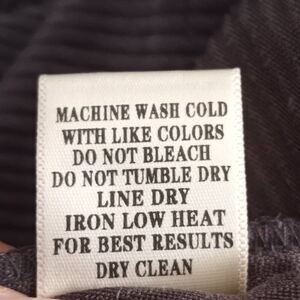 MACHINE WASH COLD
WITH LIKE COLORS
DO NOT BLEACH
DO NOT TUMBLE DRY
LINE DRY
IRON LOW HEAT
FOR BEST RESULTS
DRY CLEAN